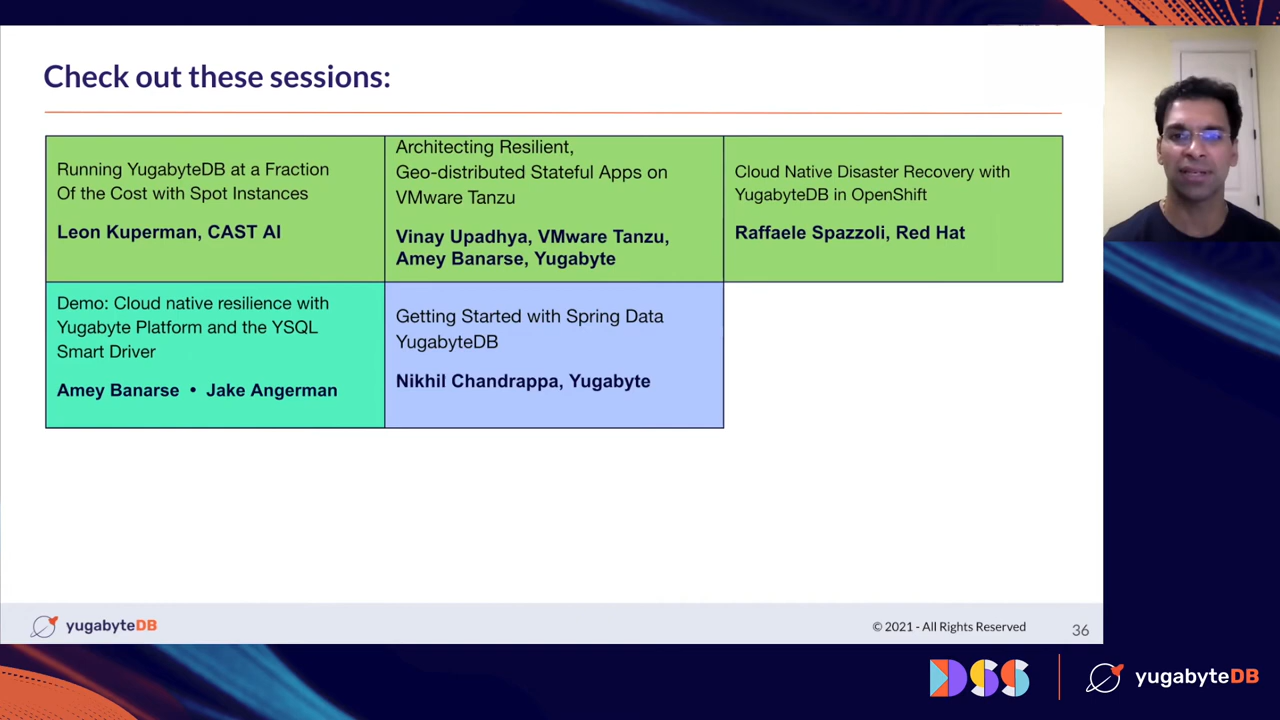 Check out these sessions:
Running YugabyteDB at a Fraction
Of the Cost with Spot Instances
Leon Kuperman, CAST AI
Architecting Resilient,
Geo-distributed Stateful Apps on
VMware Tanzu
Vinay Upadhya, VMware Tanzu,
Amey Banarse, Yugabyte
Cloud Native Disaster Recovery with
YugabyteDB in OpenShift
Raffaele Spazzoli, Red Hat
Demo: Cloud native resilience with
Yugabyte Platform and the YSQL
Smart Driver
Amey Banarse • Jake Angerman
Getting Started with Spring Data
YugabyteDB
Nikhil Chandrappa, Yugabyte
yugabyteDB
© 2021 - All Rights Reserved
36
DSS
yugabyteDB